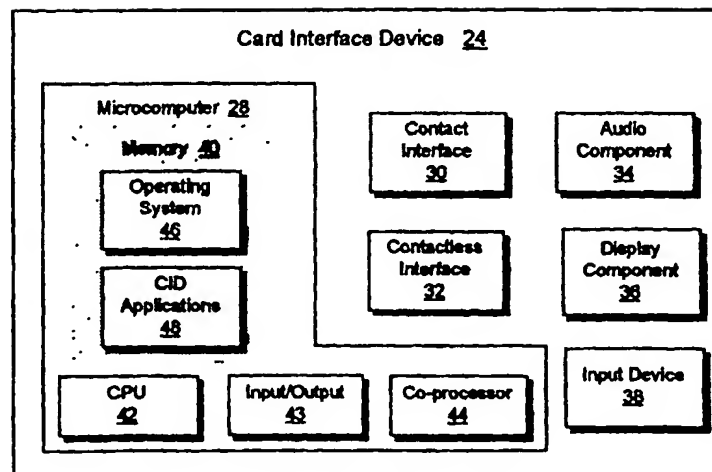 Card Interface Device 24
Microcomputer 28
Memory 40
Operating
System
46
CID
Applications
48
CPU
42
Input/Output
43
Co-processor
44
Contact
Interface
30
Audio
Component
34
Contactless
Interface
32
Display
Component
36
Input Device
38